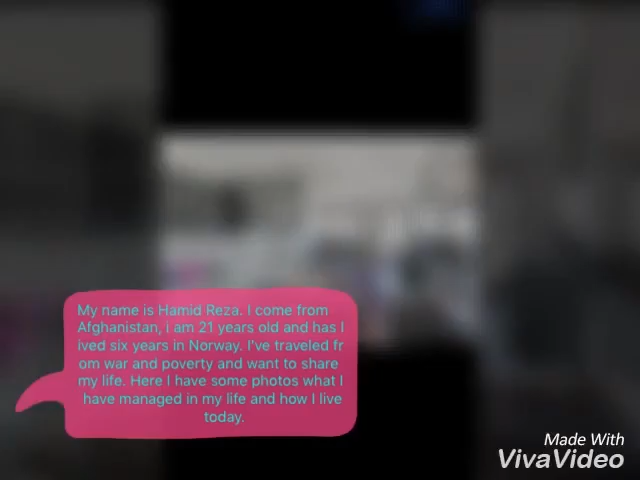 My name is Hamid Reza. I come from
Afghanistan, i am 21 years old and has l
ived six years in Norway. I've traveled fr
om war and poverty and want to share
my life. Here I have some photos what I
have managed in my life and how I live
today.
Made With
VivaVideo